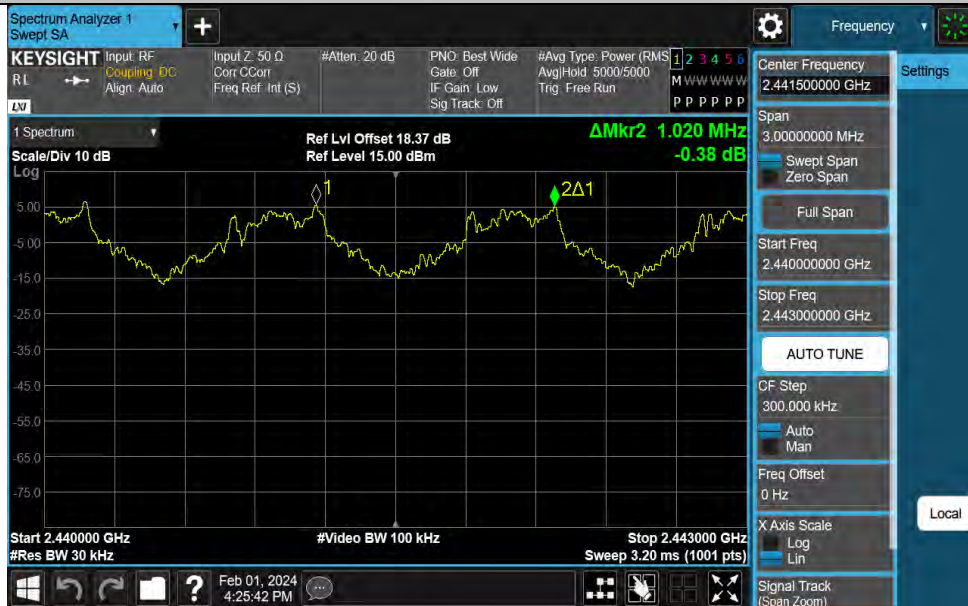 Spectrum Analyzer 1
Swept SA
+
Frequency
KEYSIGHT
RL
LXI
Input: RF
Coupling: DC
Align: Auto
Input Z: 50 Ω
Corr CCorr
Freq Ref: Int (S)
#Atten: 20 dB
PNO: Best Wide
Gate: Off
IF Gain: Low
Sig Track: Off
#Avg Type: Power (RMS
Avg|Hold: 5000/5000
Trig: Free Run
1 2 3 4 5 6
M W W W W W
P P P P P P
Center Frequency
2.441500000 GHz
Settings
Span
3.00000000 MHz
Swept Span
Zero Span
Full Span
Start Freq
2.440000000 GHz
Stop Freq
2.443000000 GHz
AUTO TUNE
CF Step
300.000 kHz
Auto
Man
Freq Offset
0 Hz
X Axis Scale
Log
Lin
Local
Signal Track
(Span Zoom)
1 Spectrum
Scale/Div 10 dB
Log
Ref Lvl Offset 18.37 dB
Ref Level 15.00 dBm
ΔMkr2 1.020 MHz
-0.38 dB
1
2Δ1
5.00
-5.00
-15.0
-25.0
-35.0
-45.0
-55.0
-65.0
-75.0
Start 2.440000 GHz
#Res BW 30 kHz
#Video BW 100 kHz
Stop 2.443000 GHz
Sweep 3.20 ms (1001 pts)
?
Feb 01, 2024
4:25:42 PM